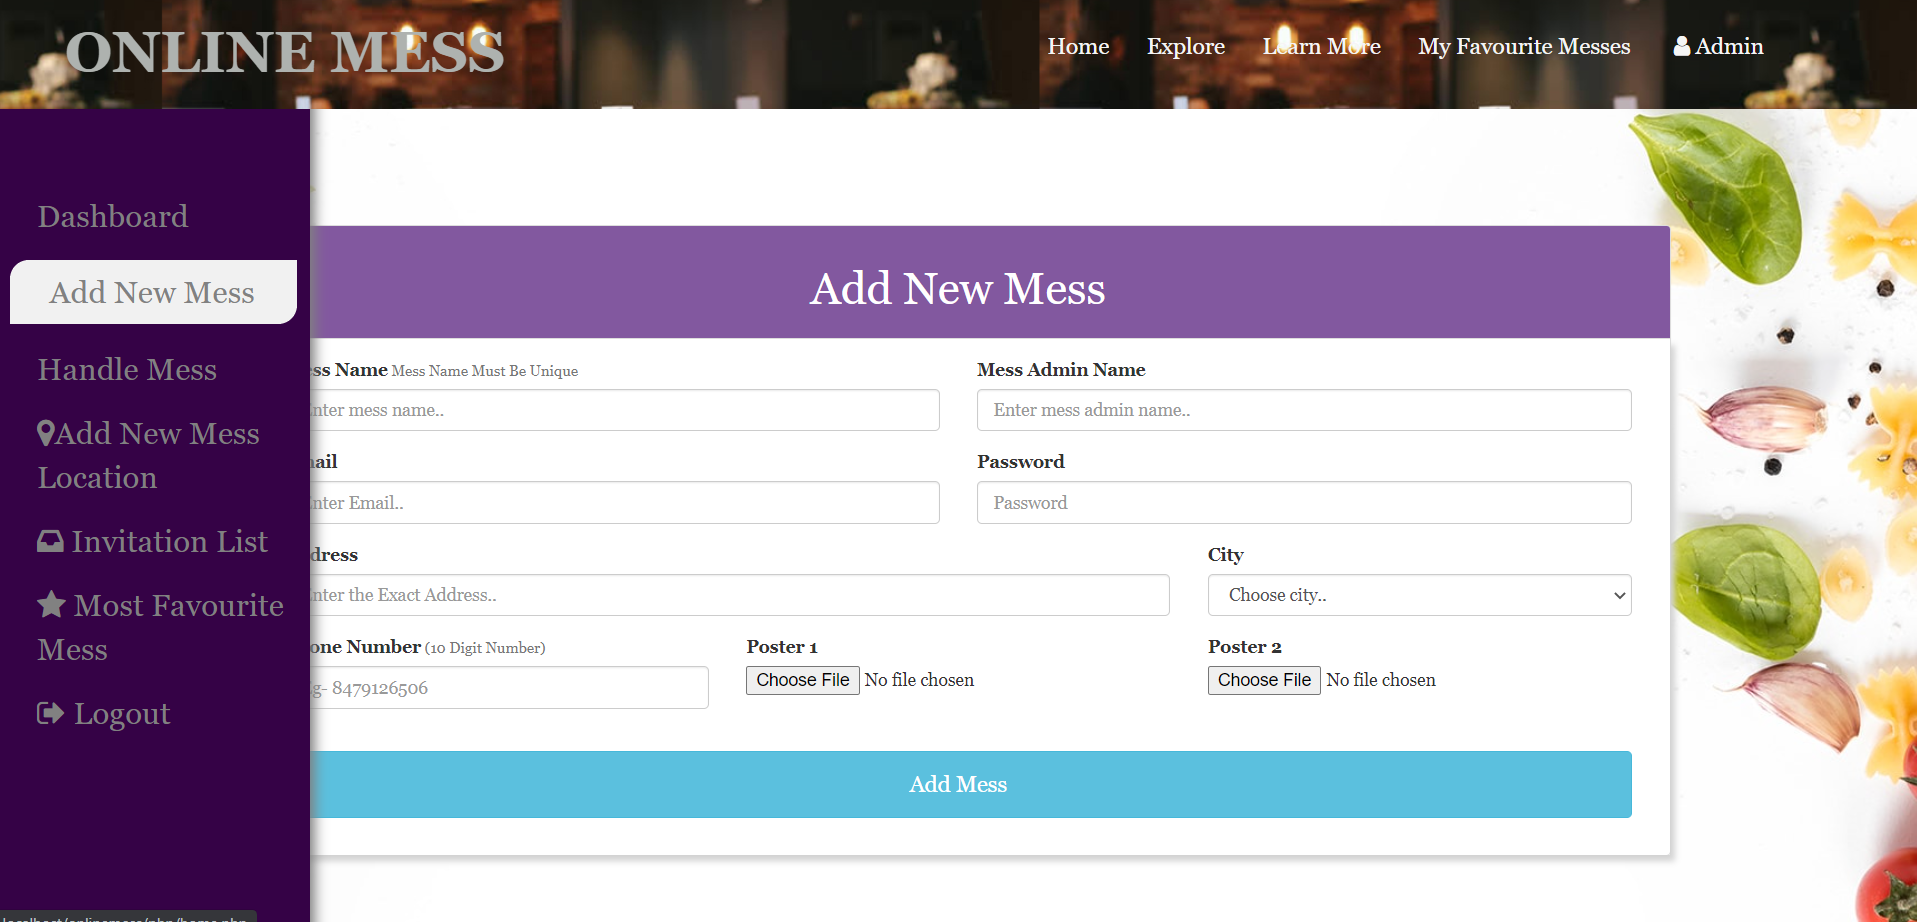 ONLINE MESS
Home Explore Learn More My Favourite Messes Admin
Dashboard
Add New Mess
Handle Mess
Add New Mess
Location
Invitation List
Most Favourite
Mess
Logout
Add New Mess
ss Name Mess Name Must Be Unique
Mess Admin Name
nter mess name..
Enter mess admin name..
ail
Password
nter Email..
Password
dress
City
nter the Exact Address..
Choose city..
one Number (10 Digit Number)
Poster 1
Poster 2
g- 8479126506
Choose File No file chosen
Choose File No file chosen
Add Mess